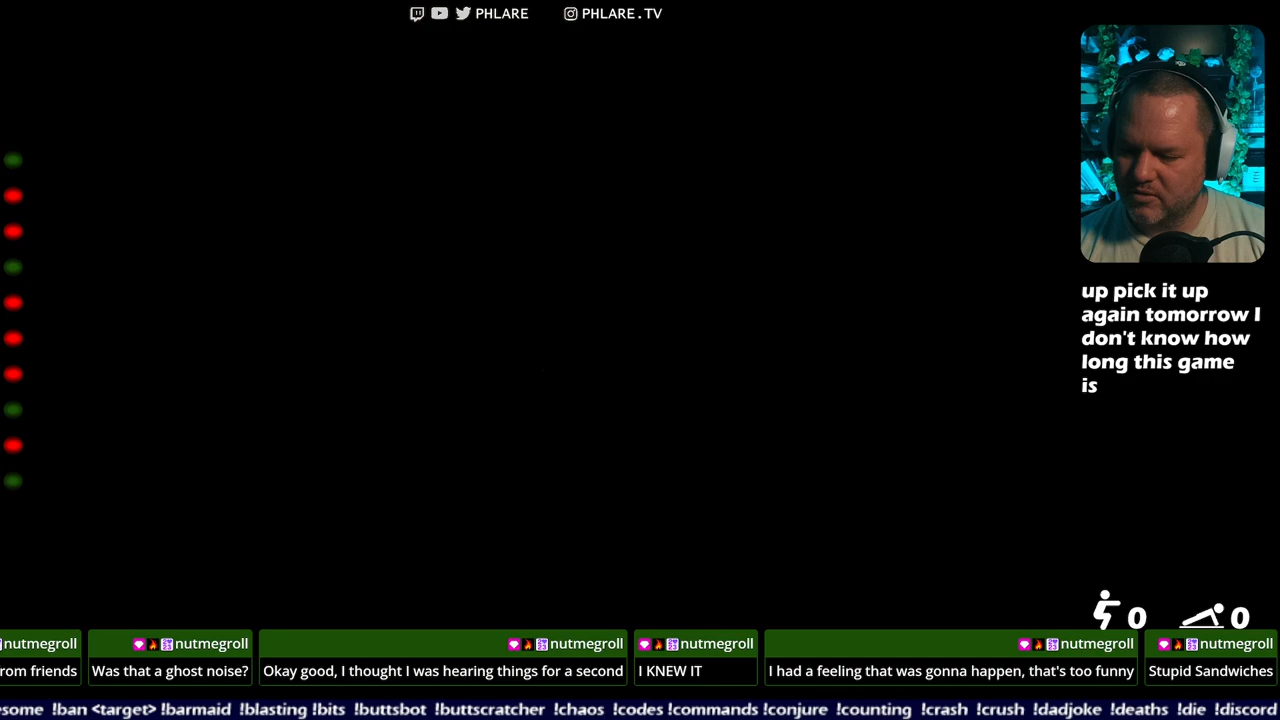 PHLARE PHLARE.TV
up pick it up
again tomorrow I
don't know how
long this game
is
0 0
nutmegroll nutmegroll nutmegroll nutmegroll nutmegroll nutmegroll
from friends Was that a ghost noise? Okay good, I thought I was hearing things for a second I KNEW IT I had a feeling that was gonna happen, that's too funny Stupid Sandwiches
!ban <target> !barmaid !blasting !bits !buttsbot !buttscratcher !chaos !codes !commands !conjure !counting !crash !crush !dadjoke !deaths !die !discord